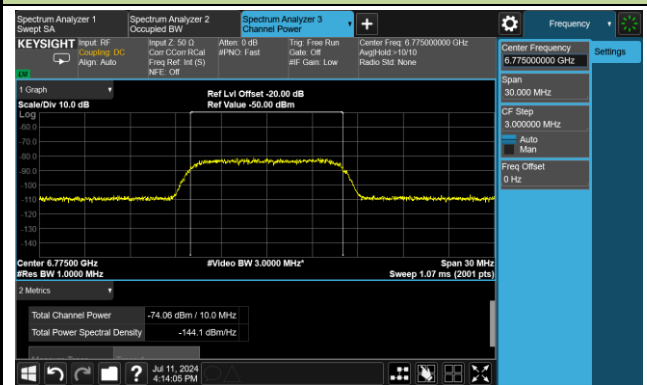 Spectrum Analyzer 1
Swept SA
Spectrum Analyzer 2
Occupied BW
Spectrum Analyzer 3
Channel Power
Frequency
KEYSIGHT
Input: RF
Coupling: DC
Align: Auto
Input Z: 50 Ω
Corr CCorr RCal
Freq Ref: Int (S)
NFE: Off
Atten: 0 dB
#PNO: Fast
Trig: Free Run
Gate: Off
#IF Gain: Low
Center Freq: 6.775000000 GHz
Avg|Hold:>10/10
Radio Std: None
Center Frequency
6.775000000 GHz
Settings
Span
30.000 MHz
CF Step
3.000000 MHz
Auto
Man
Freq Offset
0 Hz
1 Graph
Scale/Div 10.0 dB
Ref Lvl Offset -20.00 dB
Ref Value -50.00 dBm
Log
-60.0
-70.0
-80.0
-90.0
-100
-110
-120
-130
-140
Center 6.77500 GHz
#Video BW 3.0000 MHz*
Span 30 MHz
#Res BW 1.0000 MHz
Sweep 1.07 ms (2001 pts)
2 Metrics
Total Channel Power -74.06 dBm / 10.0 MHz
Total Power Spectral Density -144.1 dBm/Hz
Jul 11, 2024
4:14:05 PM